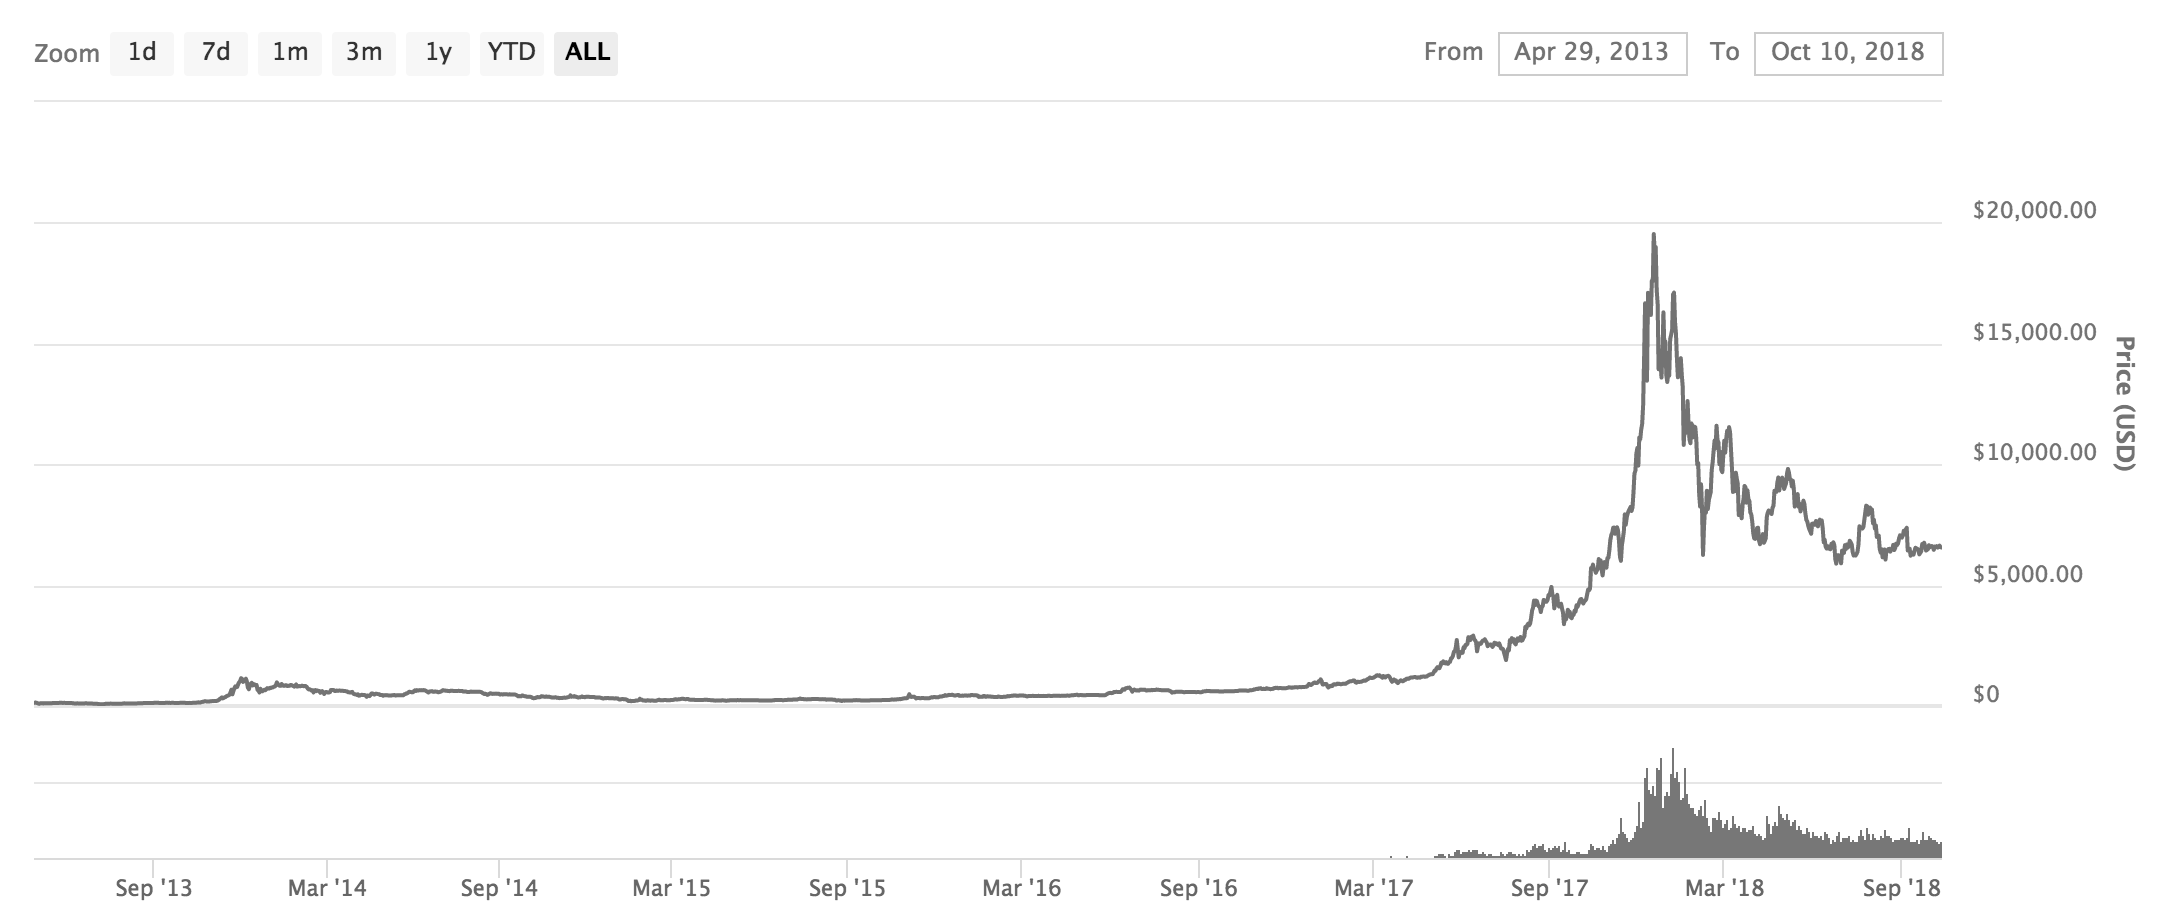 Zoom 1d 7d 1m 3m 1y YTD ALL From Apr 29, 2013 To Oct 10, 2018
$20,000.00
$15,000.00
$10,000.00
$5,000.00
$0
Price (USD)
Sep '13 Mar '14 Sep '14 Mar '15 Sep '15 Mar '16 Sep '16 Mar '17 Sep '17 Mar '18 Sep '18